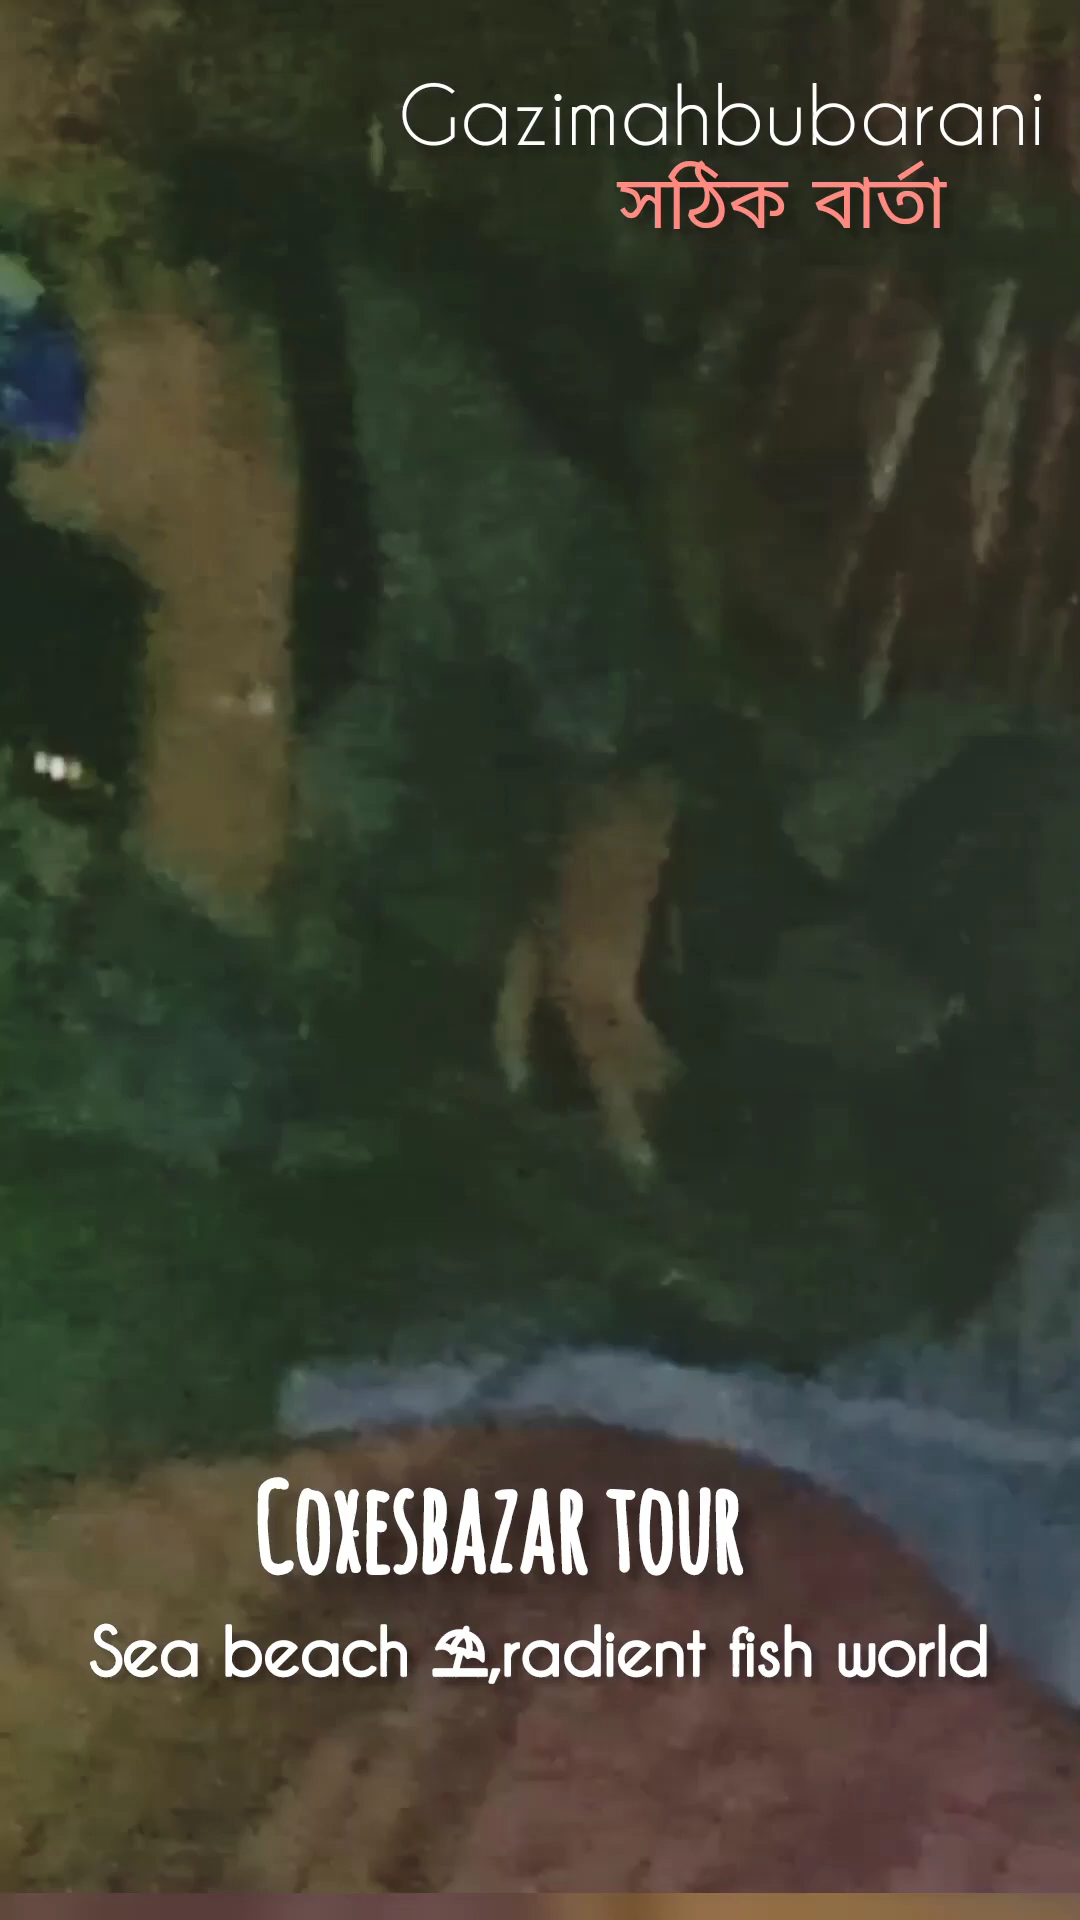 Gazimahbubarani
সঠিক বার্তা
Coxesbazar tour
Sea beach ⛱,radient fish world